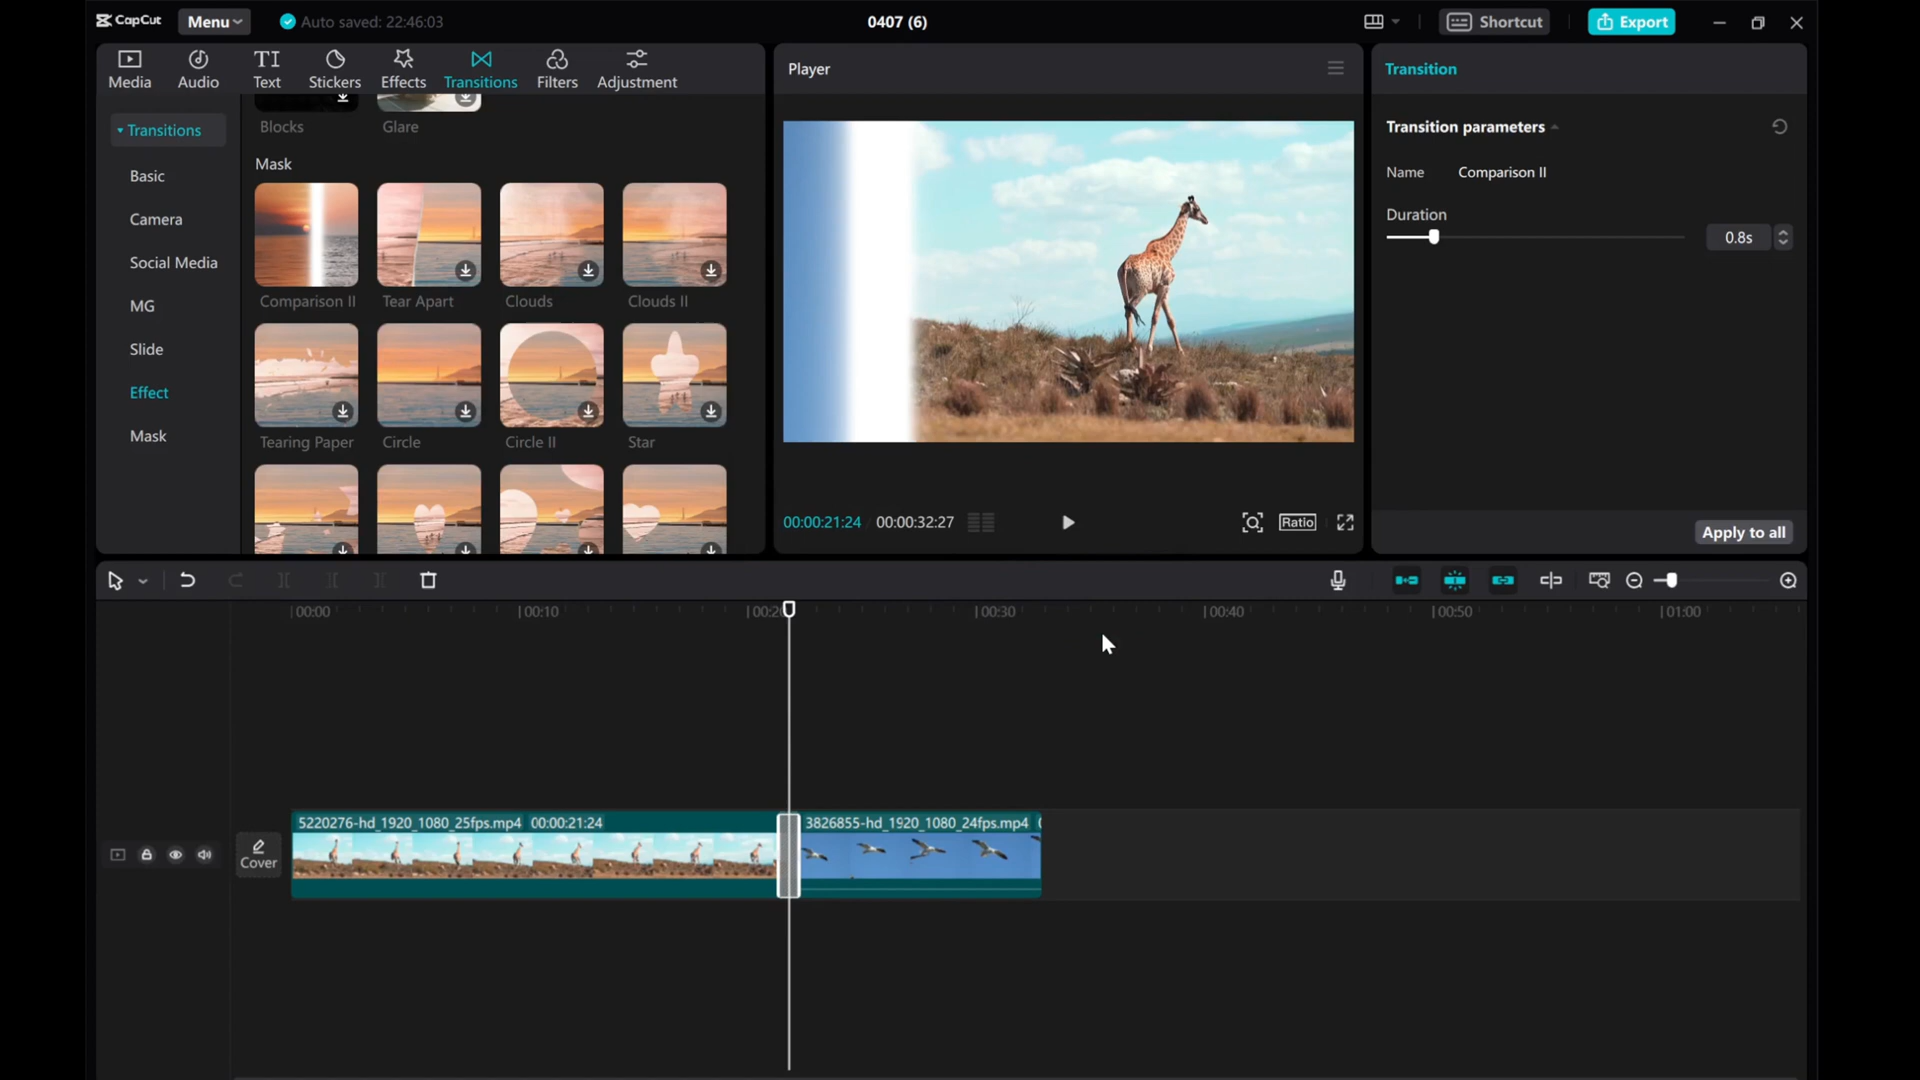 CapCut
Menu
Auto saved: 22:46:03
0407 (6)
Shortcut
Export
Media
Audio
Text
Stickers
Effects
Transitions
Filters
Adjustment
Player
Transition
Transitions
Basic
Camera
Social Media
MG
Slide
Effect
Mask
Blocks
Glare
Mask
Comparison II
Tear Apart
Clouds
Clouds II
Tearing Paper
Circle
Circle II
Star
00:00:21:24
00:00:32:27
Ratio
Transition parameters
Name
Comparison II
Duration
0.8s
Apply to all
00:00
00:10
00:20
00:30
00:40
00:50
01:00
Cover
5220276-hd_1920_1080_25fps.mp4 00:00:21:24
3826855-hd_1920_1080_24fps.mp4